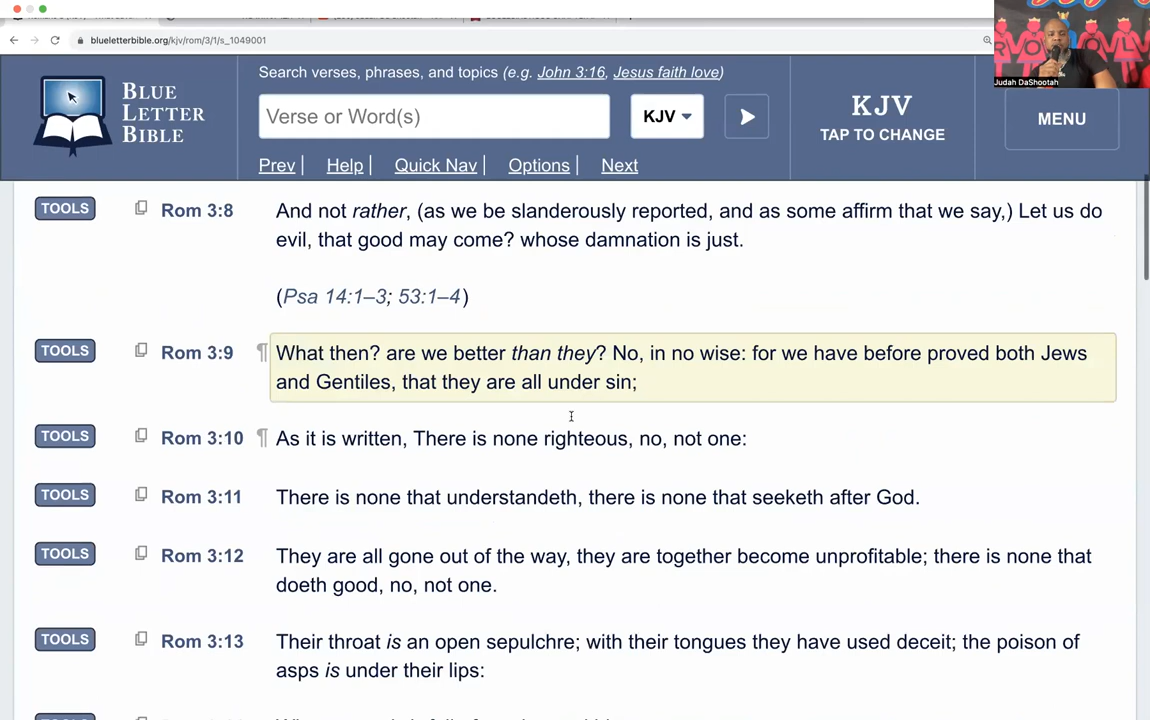 blueletterbible.org/kjv/rom/3/1/s_1049001
Judah DaShootah
BLUE
LETTER
BIBLE
Search verses, phrases, and topics (e.g. John 3:16, Jesus faith love)
Verse or Word(s)
KJV
Prev | Help | Quick Nav | Options | Next
KJV
TAP TO CHANGE
MENU
TOOLS Rom 3:8 And not rather, (as we be slanderously reported, and as some affirm that we say,) Let us do
evil, that good may come? whose damnation is just.
(Psa 14:1–3; 53:1–4)
TOOLS Rom 3:9 ¶ What then? are we better than they? No, in no wise: for we have before proved both Jews
and Gentiles, that they are all under sin;
TOOLS Rom 3:10 ¶ As it is written, There is none righteous, no, not one:
TOOLS Rom 3:11 There is none that understandeth, there is none that seeketh after God.
TOOLS Rom 3:12 They are all gone out of the way, they are together become unprofitable; there is none that
doeth good, no, not one.
TOOLS Rom 3:13 Their throat is an open sepulchre; with their tongues they have used deceit; the poison of
asps is under their lips: